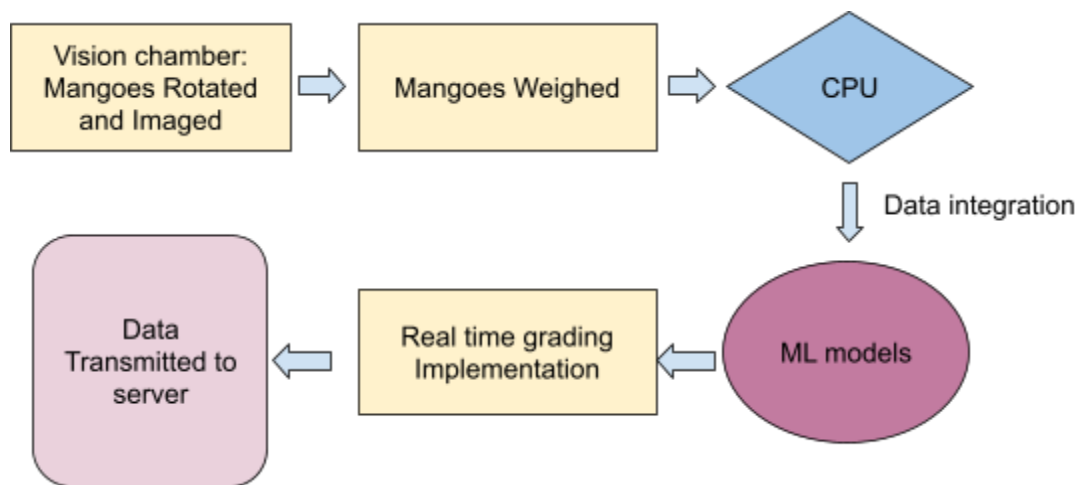 Vision chamber:
Mangoes Rotated
and Imaged
Mangoes Weighed
CPU
Data integration
ML models
Real time grading
Implementation
Data
Transmitted to
server